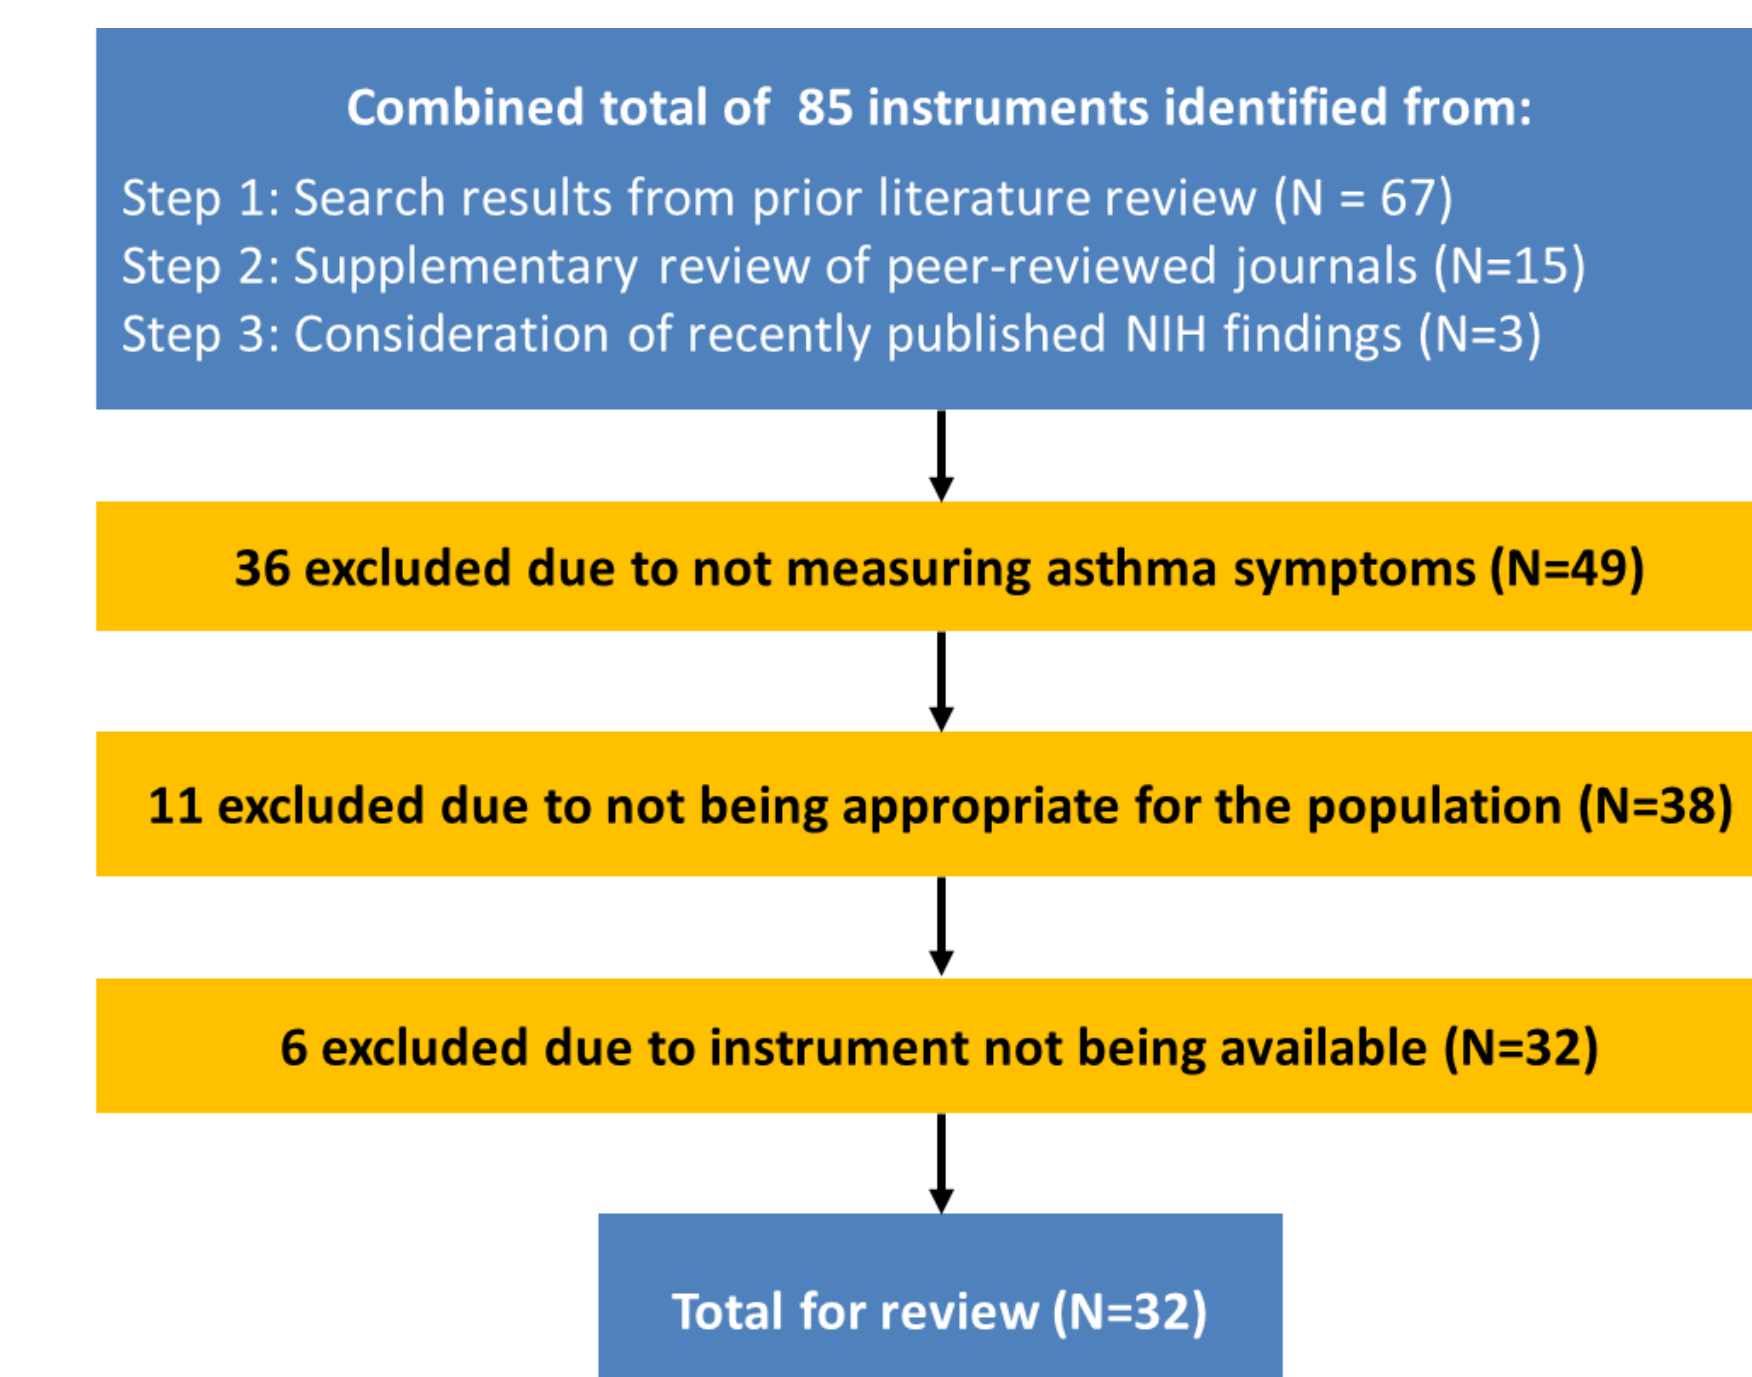 Combined total of 85 instruments identified from:
Step 1: Search results from prior literature review (N = 67)
Step 2: Supplementary review of peer-reviewed journals (N=15)
Step 3: Consideration of recently published NIH findings (N=3)
36 excluded due to not measuring asthma symptoms (N=49)
11 excluded due to not being appropriate for the population (N=38)
6 excluded due to instrument not being available (N=32)
Total for review (N=32)